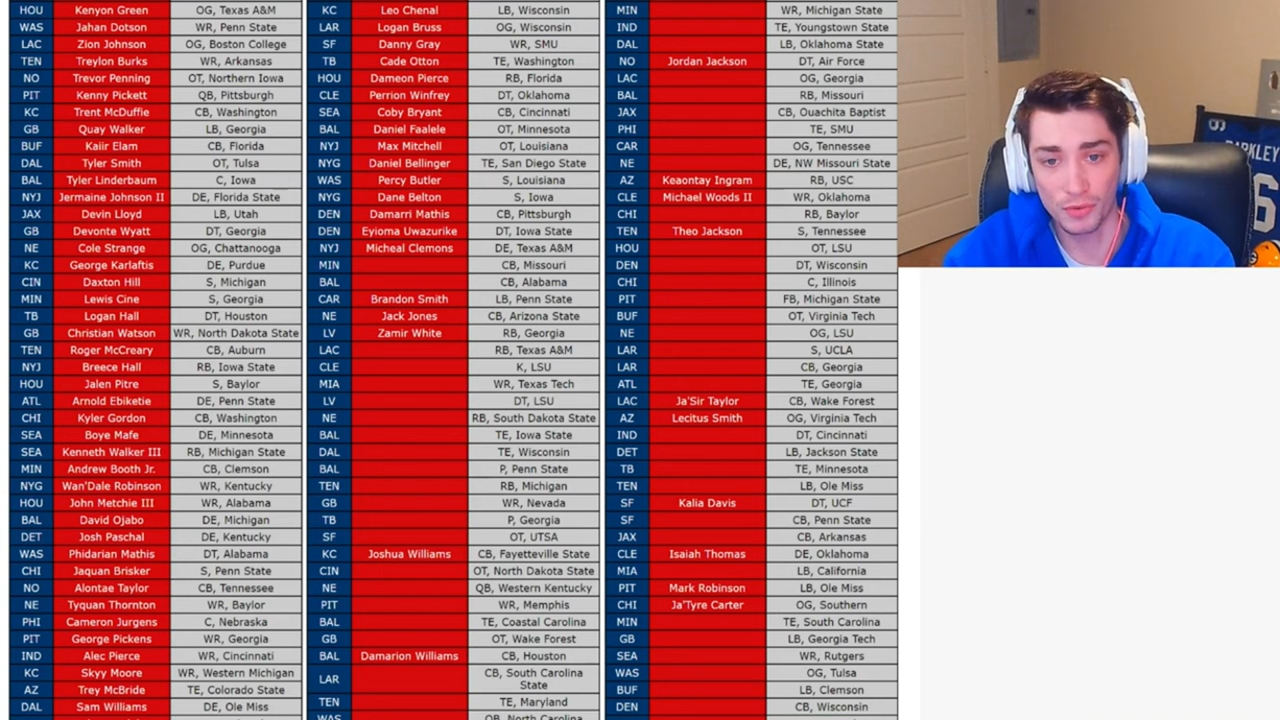 HOU Kenyon Green OG, Texas A&M
WAS Jahan Dotson WR, Penn State
LAC Zion Johnson OG, Boston College
TEN Treylon Burks WR, Arkansas
NO Trevor Penning OT, Northern Iowa
PIT Kenny Pickett QB, Pittsburgh
KC Trent McDuffie CB, Washington
GB Quay Walker LB, Georgia
BUF Kaiir Elam CB, Florida
DAL Tyler Smith OT, Tulsa
BAL Tyler Linderbaum C, Iowa
NYJ Jermaine Johnson II DE, Florida State
JAX Devin Lloyd LB, Utah
GB Devonte Wyatt DT, Georgia
NE Cole Strange OG, Chattanooga
KC George Karlaftis DE, Purdue
CIN Daxton Hill S, Michigan
MIN Lewis Cine S, Georgia
TB Logan Hall DT, Houston
GB Christian Watson WR, North Dakota State
TEN Roger McCreary CB, Auburn
NYJ Breece Hall RB, Iowa State
HOU Jalen Pitre S, Baylor
ATL Arnold Ebiketie DE, Penn State
CHI Kyler Gordon CB, Washington
SEA Boye Mafe DE, Minnesota
SEA Kenneth Walker III RB, Michigan State
MIN Andrew Booth Jr. CB, Clemson
NYG Wan'Dale Robinson WR, Kentucky
HOU John Metchie III WR, Alabama
BAL David Ojabo DE, Michigan
DET Josh Paschal DE, Kentucky
WAS Phidarian Mathis DT, Alabama
CHI Jaquan Brisker S, Penn State
NO Alontae Taylor CB, Tennessee
NE Tyquan Thornton WR, Baylor
PHI Cameron Jurgens C, Nebraska
PIT George Pickens WR, Georgia
IND Alec Pierce WR, Cincinnati
KC Skyy Moore WR, Western Michigan
AZ Trey McBride TE, Colorado State
DAL Sam Williams DE, Ole Miss
KC Leo Chenal LB, Wisconsin
LAR Logan Bruss OG, Wisconsin
SF Danny Gray WR, SMU
TB Cade Otton TE, Washington
HOU Dameon Pierce RB, Florida
CLE Perrion Winfrey DT, Oklahoma
SEA Coby Bryant CB, Cincinnati
BAL Daniel Faalele OT, Minnesota
NYJ Max Mitchell OT, Louisiana
NYG Daniel Bellinger TE, San Diego State
WAS Percy Butler S, Louisiana
NYG Dane Belton S, Iowa
DEN Damarri Mathis CB, Pittsburgh
DEN Eyioma Uwazurike DT, Iowa State
NYJ Micheal Clemons DE, Texas A&M
MIN CB, Missouri
BAL CB, Alabama
CAR Brandon Smith LB, Penn State
NE Jack Jones CB, Arizona State
LV Zamir White RB, Georgia
LAC RB, Texas A&M
CLE K, LSU
MIA WR, Texas Tech
LV DT, LSU
NE RB, South Dakota State
BAL TE, Iowa State
DAL TE, Wisconsin
BAL P, Penn State
TEN RB, Michigan
GB WR, Nevada
TB P, Georgia
SF OT, UTSA
KC Joshua Williams CB, Fayetteville State
CIN OT, North Dakota State
NE QB, Western Kentucky
PIT WR, Memphis
BAL TE, Coastal Carolina
GB OT, Wake Forest
BAL Damarion Williams CB, Houston
LAR CB, South Carolina
State
TEN TE, Maryland
WAS QB, North Carolina
MIN WR, Michigan State
IND TE, Youngstown State
DAL LB, Oklahoma State
NO Jordan Jackson DT, Air Force
LAC OG, Georgia
BAL RB, Missouri
JAX CB, Ouachita Baptist
PHI TE, SMU
CAR OG, Tennessee
NE DE, NW Missouri State
AZ Keaontay Ingram RB, USC
CLE Michael Woods II WR, Oklahoma
CHI RB, Baylor
TEN Theo Jackson S, Tennessee
HOU OT, LSU
DEN DT, Wisconsin
CHI C, Illinois
PIT FB, Michigan State
BUF OT, Virginia Tech
NE OG, LSU
LAR S, UCLA
LAR CB, Georgia
ATL TE, Georgia
LAC Ja'Sir Taylor CB, Wake Forest
AZ Lecitus Smith OG, Virginia Tech
IND DT, Cincinnati
DET LB, Jackson State
TB TE, Minnesota
TEN LB, Ole Miss
SF Kalia Davis DT, UCF
SF CB, Penn State
JAX CB, Arkansas
CLE Isaiah Thomas DE, Oklahoma
MIA LB, California
PIT Mark Robinson LB, Ole Miss
CHI Ja'Tyre Carter OG, Southern
MIN TE, South Carolina
GB LB, Georgia Tech
SEA WR, Rutgers
WAS OG, Tulsa
BUF LB, Clemson
DEN CB, Wisconsin